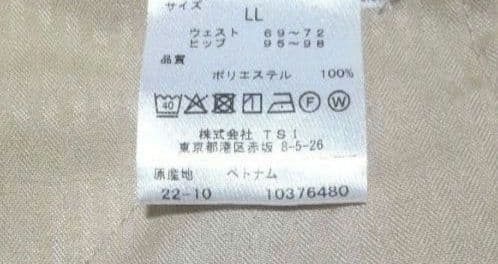 サイズ
LL
ウェスト 69~72
ヒップ 95~98
品質
ポリエステル 100%
40 F W
株式会社 TSI
東京都港区赤坂 8-5-26
原産地 ベトナム
22-10 10376480